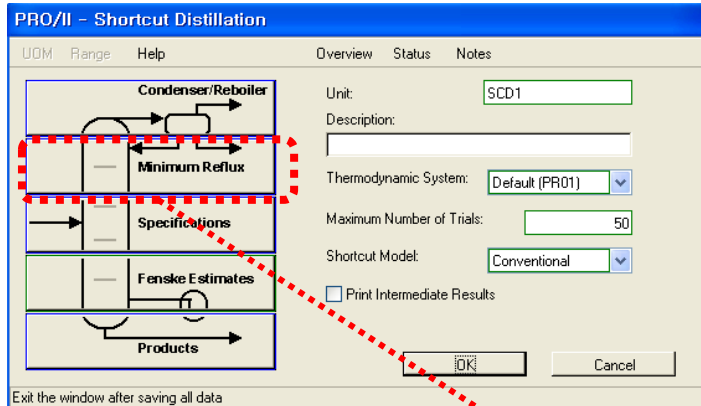 PRO/II - Shortcut Distillation
UOM Range Help Overview Status Notes
Condenser/Reboiler
Minimum Reflux
Specifications
Fenske Estimates
Products
Unit: SCD1
Description:
Thermodynamic System: Default (PR01)
Maximum Number of Trials: 50
Shortcut Model: Conventional
Print Intermediate Results
OK Cancel
Exit the window after saving all data